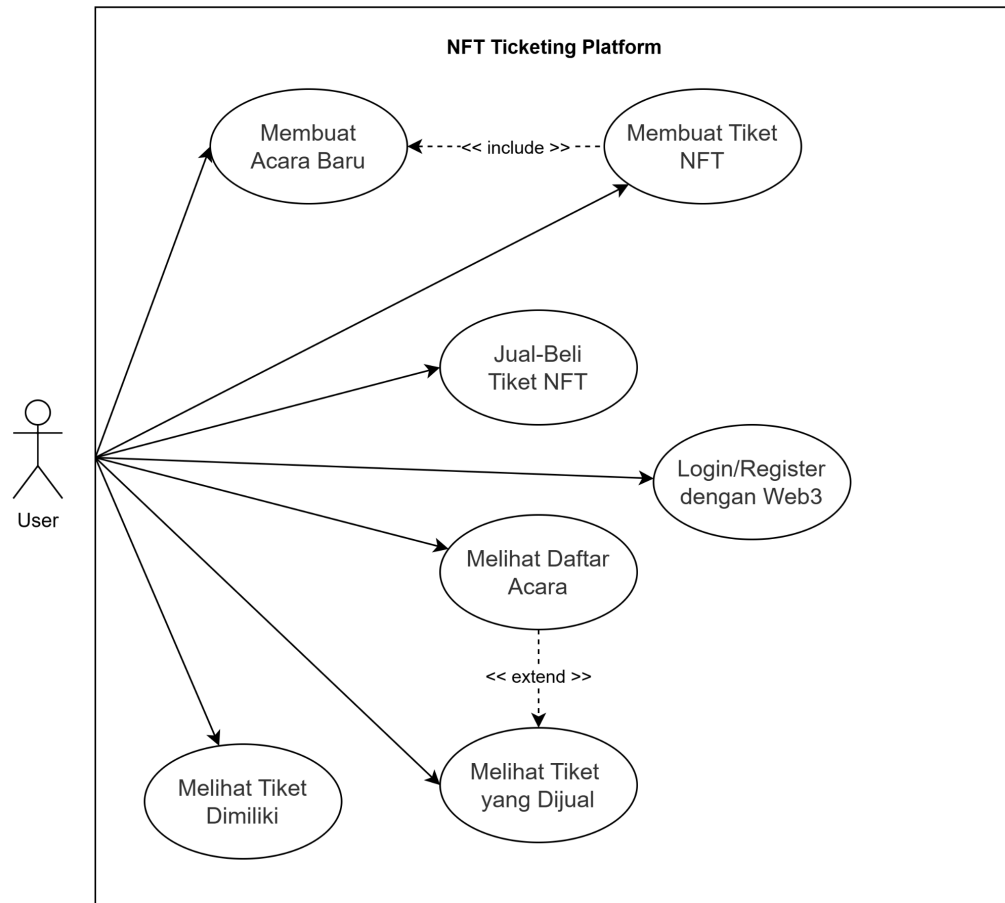 NFT Ticketing Platform
Membuat
Acara Baru
<< include >>
Membuat Tiket
NFT
Jual-Beli
Tiket NFT
Login/Register
dengan Web3
User
Melihat Daftar
Acara
<< extend >>
Melihat Tiket
Dimiliki
Melihat Tiket
yang Dijual